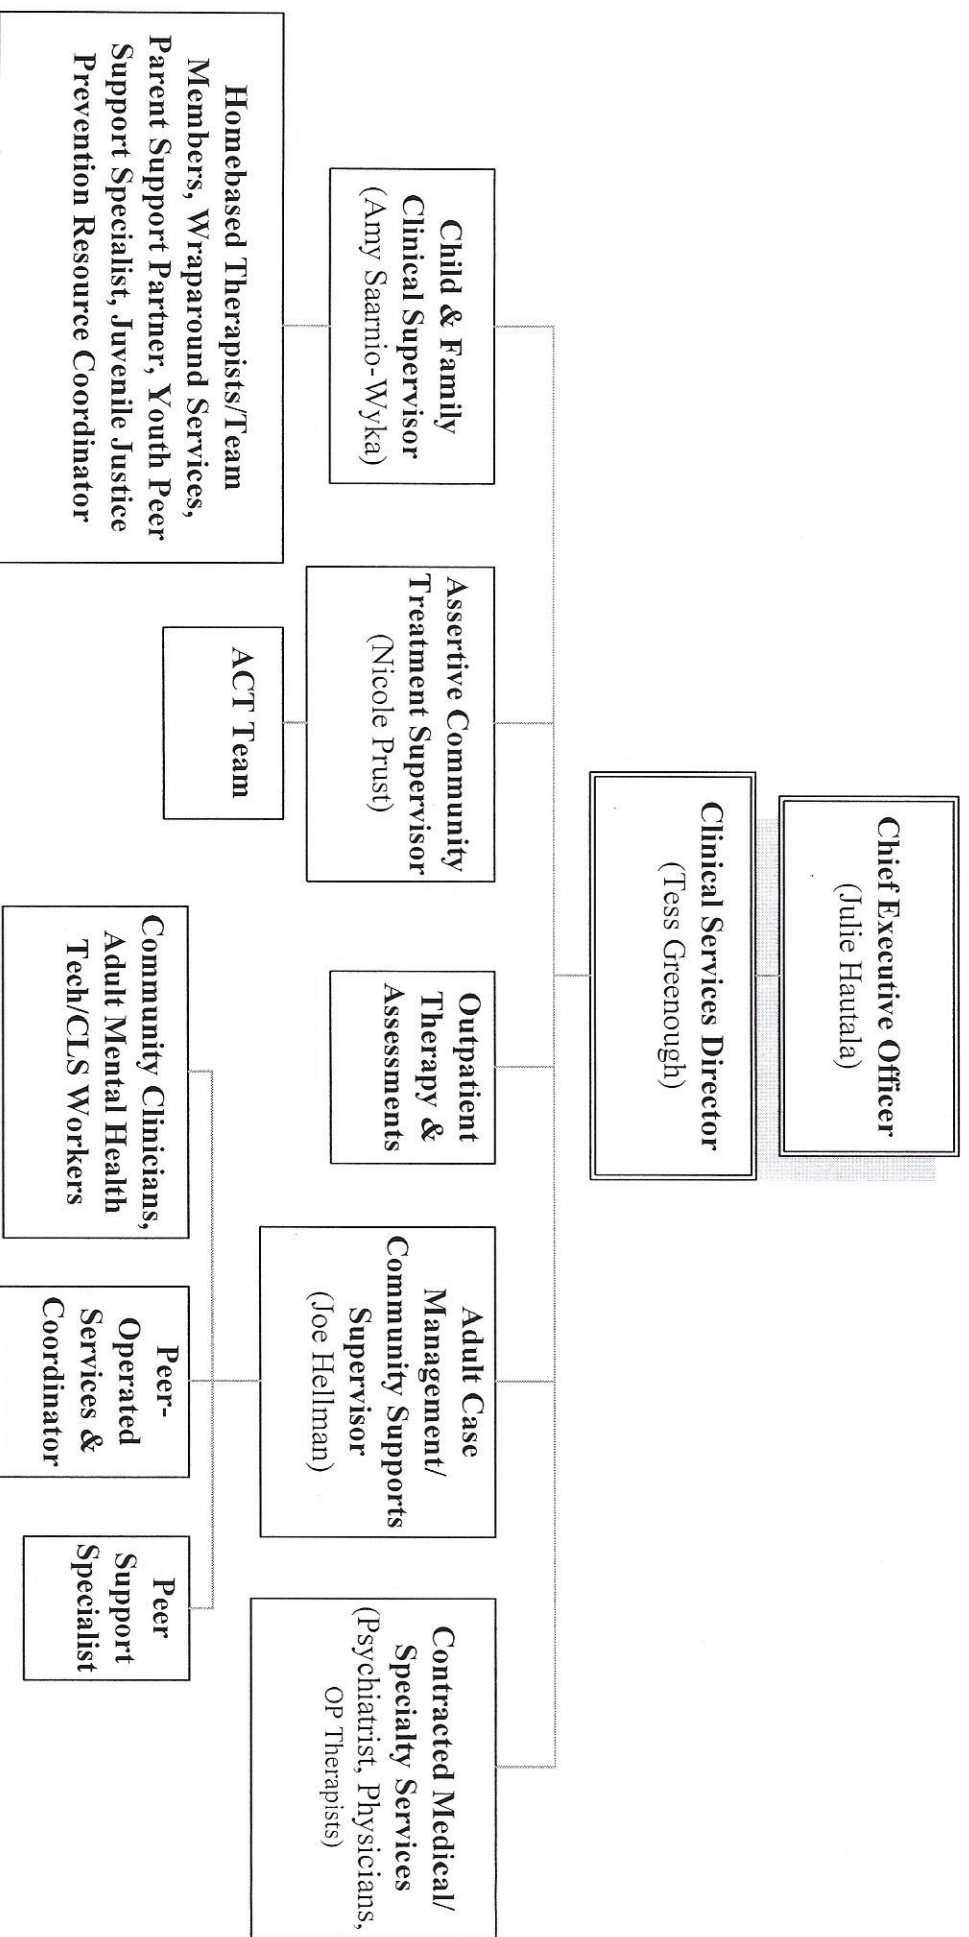 Chief Executive Officer
(Julie Hautala)
Clinical Services Director
(Tess Greenough)
Child & Family
Clinical Supervisor
(Amy Saarnio-Wyka)
Assertive Community
Treatment Supervisor
(Nicole Prust)
Outpatient
Therapy &
Assessments
Adult Case
Management/
Community Supports
Supervisor
(Joe Hellman)
Contracted Medical/
Specialty Services
(Psychiatrist, Physicians,
OP Therapists)
Homebased Therapists/Team
Members, Wraparound Services,
Parent Support Partner, Youth Peer
Support Specialist, Juvenile Justice
Prevention Resource Coordinator
ACT Team
Community Clinicians,
Adult Mental Health
Tech/CLS Workers
Peer-
Operated
Services &
Coordinator
Peer
Support
Specialist